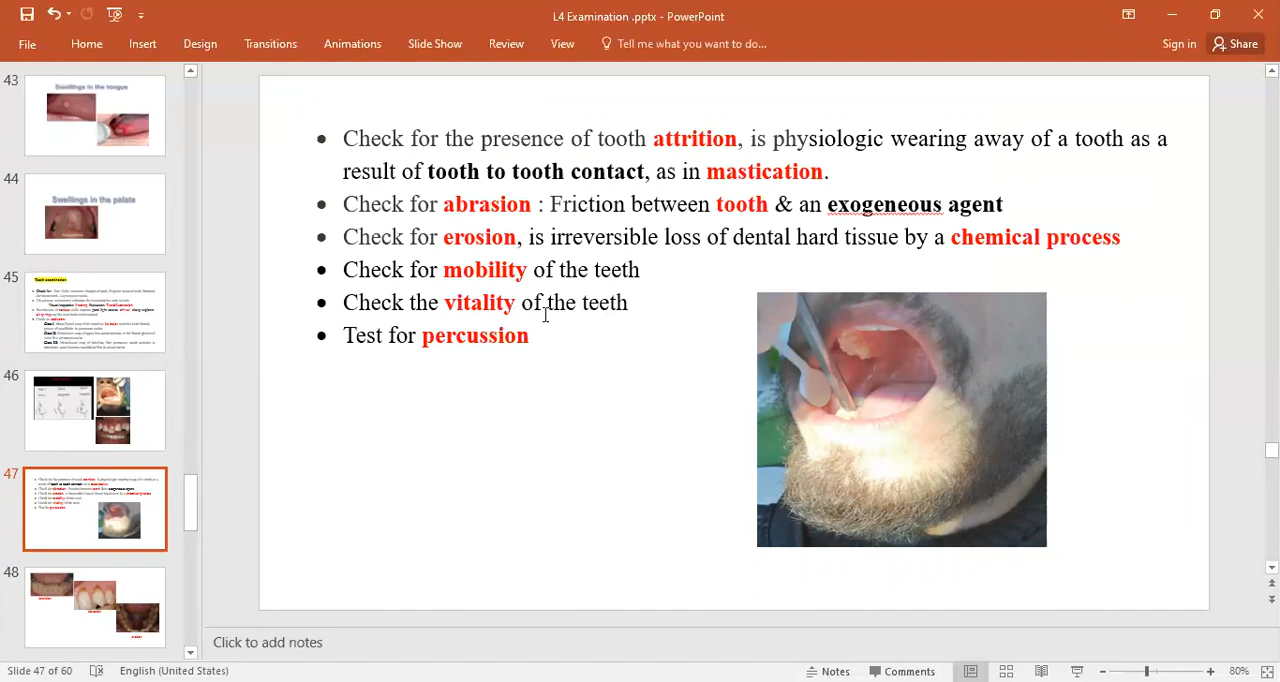 L4 Examination .pptx - PowerPoint
File Home Insert Design Transitions Animations Slide Show Review View Tell me what you want to do... Sign in Share
43
Swellings in the tongue
44
Swellings in the palate
45
46
47
48
• Check for the presence of tooth attrition, is physiologic wearing away of a tooth as a
result of tooth to tooth contact, as in mastication.
• Check for abrasion : Friction between tooth & an exogeneous agent
• Check for erosion, is irreversible loss of dental hard tissue by a chemical process
• Check for mobility of the teeth
• Check the vitality of the teeth
• Test for percussion
Click to add notes
Slide 47 of 60 English (United States) Notes Comments 80%